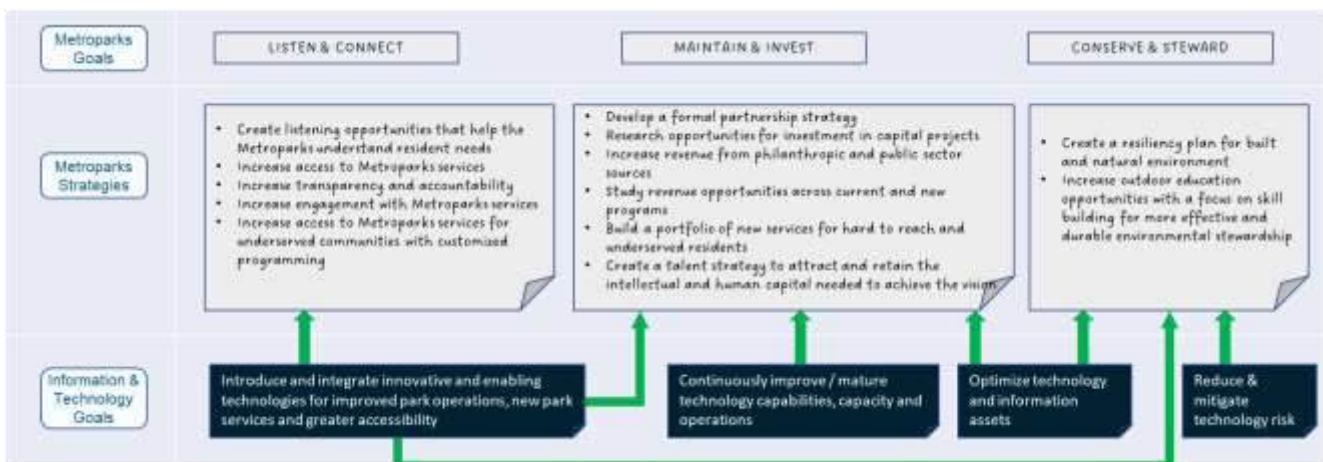 Metroparks
Goals
LISTEN & CONNECT
MAINTAIN & INVEST
CONSERVE & STEWARD
Metroparks
Strategies
• Create listening opportunities that help the
Metroparks understand resident needs
• Increase access to Metroparks services
• Increase transparency and accountability
• Increase engagement with Metroparks services
• Increase access to Metroparks services for
underserved communities with customized
programming
• Develop a formal partnership strategy
• Research opportunities for investment in capital projects
• Increase revenue from philanthropic and public sector
sources
• Study revenue opportunities across current and new
programs
• Build a portfolio of new services for hard to reach and
underserved residents
• Create a talent strategy to attract and retain the
intellectual and human capital needed to achieve the vision
• Create a resiliency plan for built
and natural environment
• Increase outdoor education
opportunities with a focus on skill
building for more effective and
durable environmental stewardship
Information &
Technology
Goals
Introduce and integrate innovative and enabling
technologies for improved park operations, new park
services and greater accessibility
Continuously improve / mature
technology capabilities, capacity and
operations
Optimize technology
and information
assets
Reduce &
mitigate
technology risk